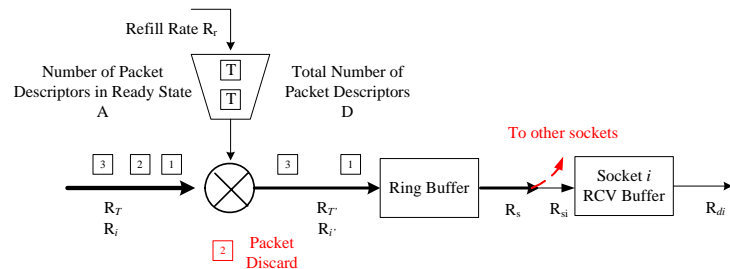 Refill Rate Rr
Number of Packet
Descriptors in Ready State
A
T
T
Total Number of
Packet Descriptors
D
To other sockets
3 2 1
3 1
Ring Buffer
Socket i
RCV Buffer
RT
Ri
RT'
Ri'
Rs
Rsi
Rdi
2
Packet
Discard